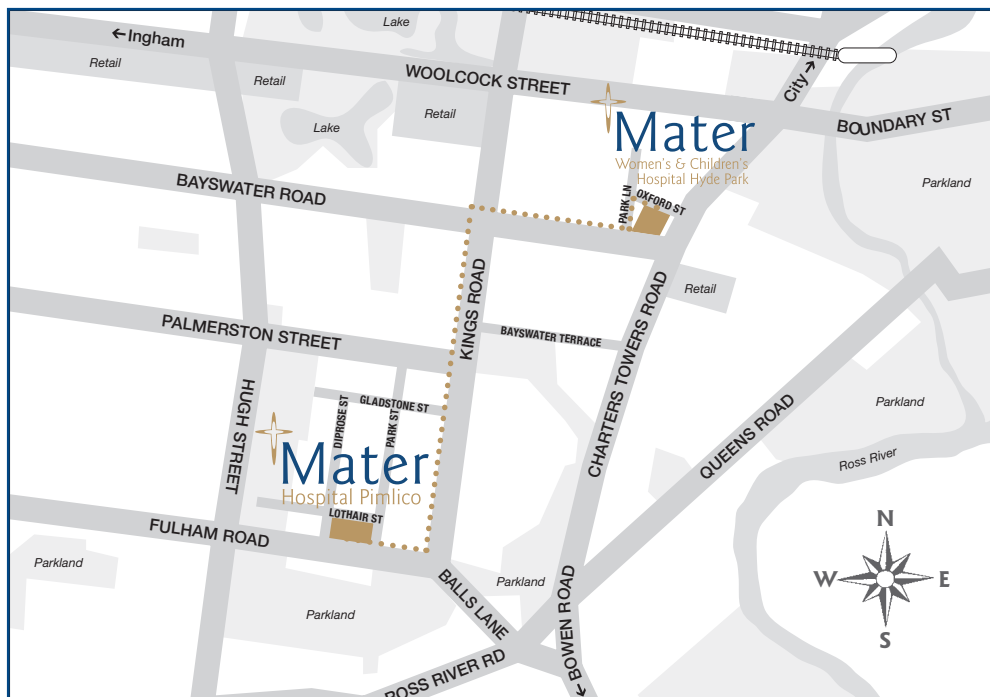 Lake
←Ingham
Retail
Retail
WOOLCOCK STREET
City→
Retail
Lake
BOUNDARY ST
Mater
Women's & Children's
Hospital Hyde Park
Parkland
BAYSWATER ROAD
PARK LN
OXFORD ST
KINGS ROAD
Retail
PALMERSTON STREET
BAYSWATER TERRACE
CHARTERS TOWERS ROAD
HUGH STREET
DIPROSE ST
GLADSTONE ST
PARK ST
QUEENS ROAD
Parkland
Mater
Hospital Pimlico
Ross River
LOTHAIR ST
FULHAM ROAD
N
W
E
S
Parkland
Parkland
Parkland
BALLS LANE
ROSS RIVER RD
←BOWEN ROAD